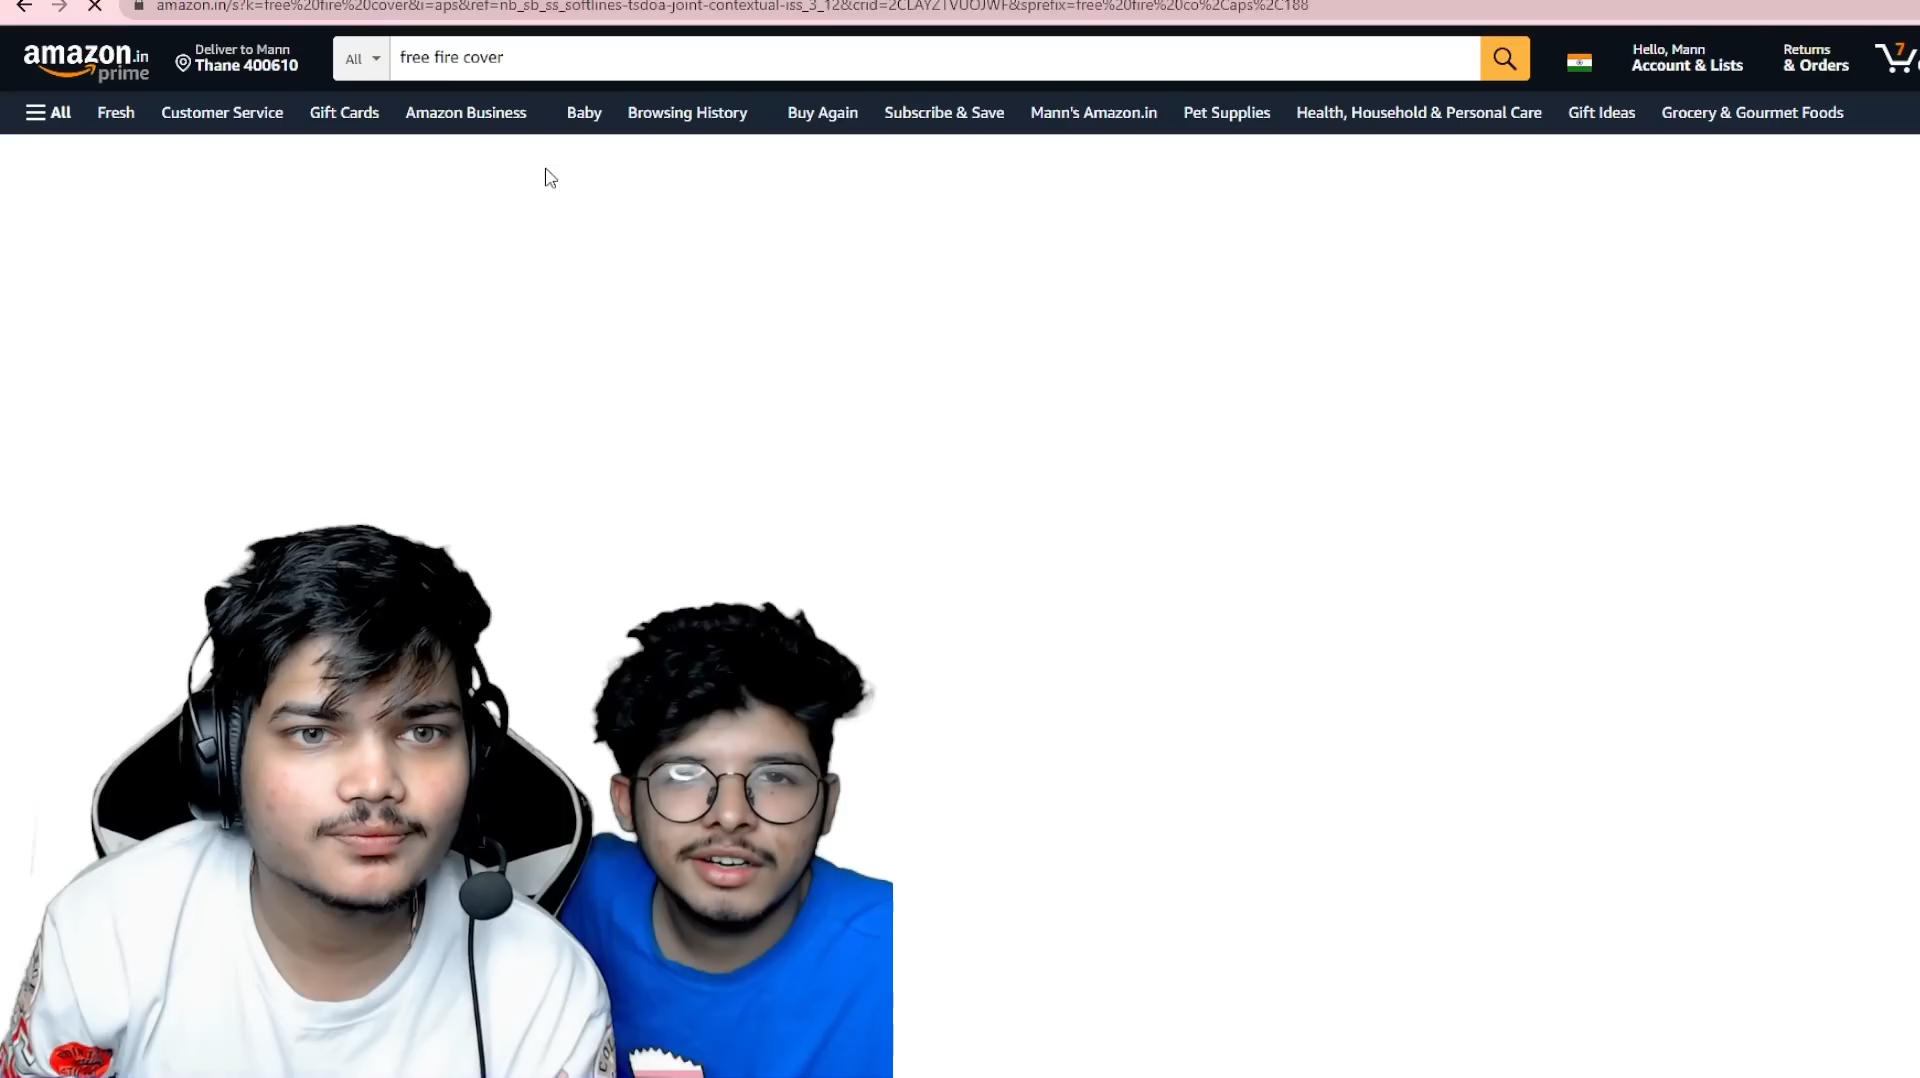 amazon.in/s?k=free%20fire%20cover&i=aps&ref=nb_sb_ss_softlines-tsdoa-joint-contextual-iss_3_12&crid=2CLAYZTVUOJWF&sprefix=free%20fire%20co%2Caps%2C188
amazon.in
prime
Deliver to Mann
Thane 400610
All
free fire cover
Hello, Mann
Account & Lists
Returns
& Orders
7
All
Fresh
Customer Service
Gift Cards
Amazon Business
Baby
Browsing History
Buy Again
Subscribe & Save
Mann's Amazon.in
Pet Supplies
Health, Household & Personal Care
Gift Ideas
Grocery & Gourmet Foods